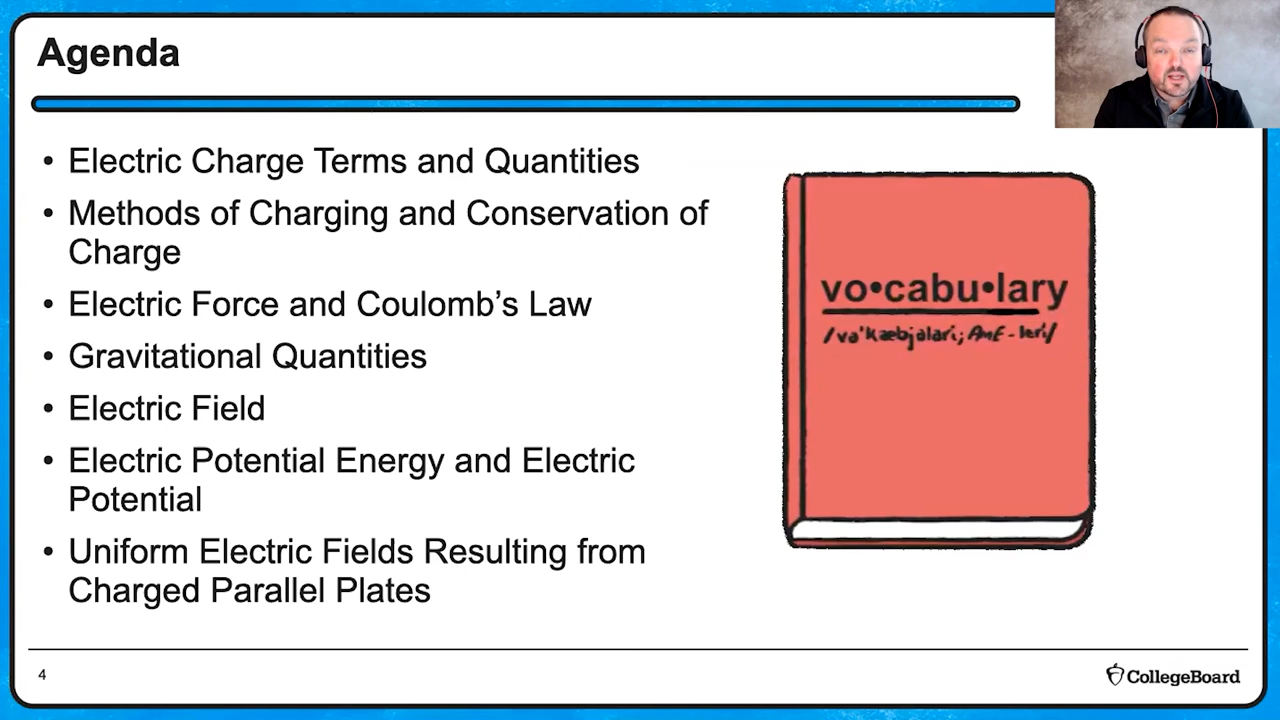 Agenda
• Electric Charge Terms and Quantities
• Methods of Charging and Conservation of
Charge
• Electric Force and Coulomb’s Law
• Gravitational Quantities
• Electric Field
• Electric Potential Energy and Electric
Potential
• Uniform Electric Fields Resulting from
Charged Parallel Plates
vo•cabu•lary
4
CollegeBoard